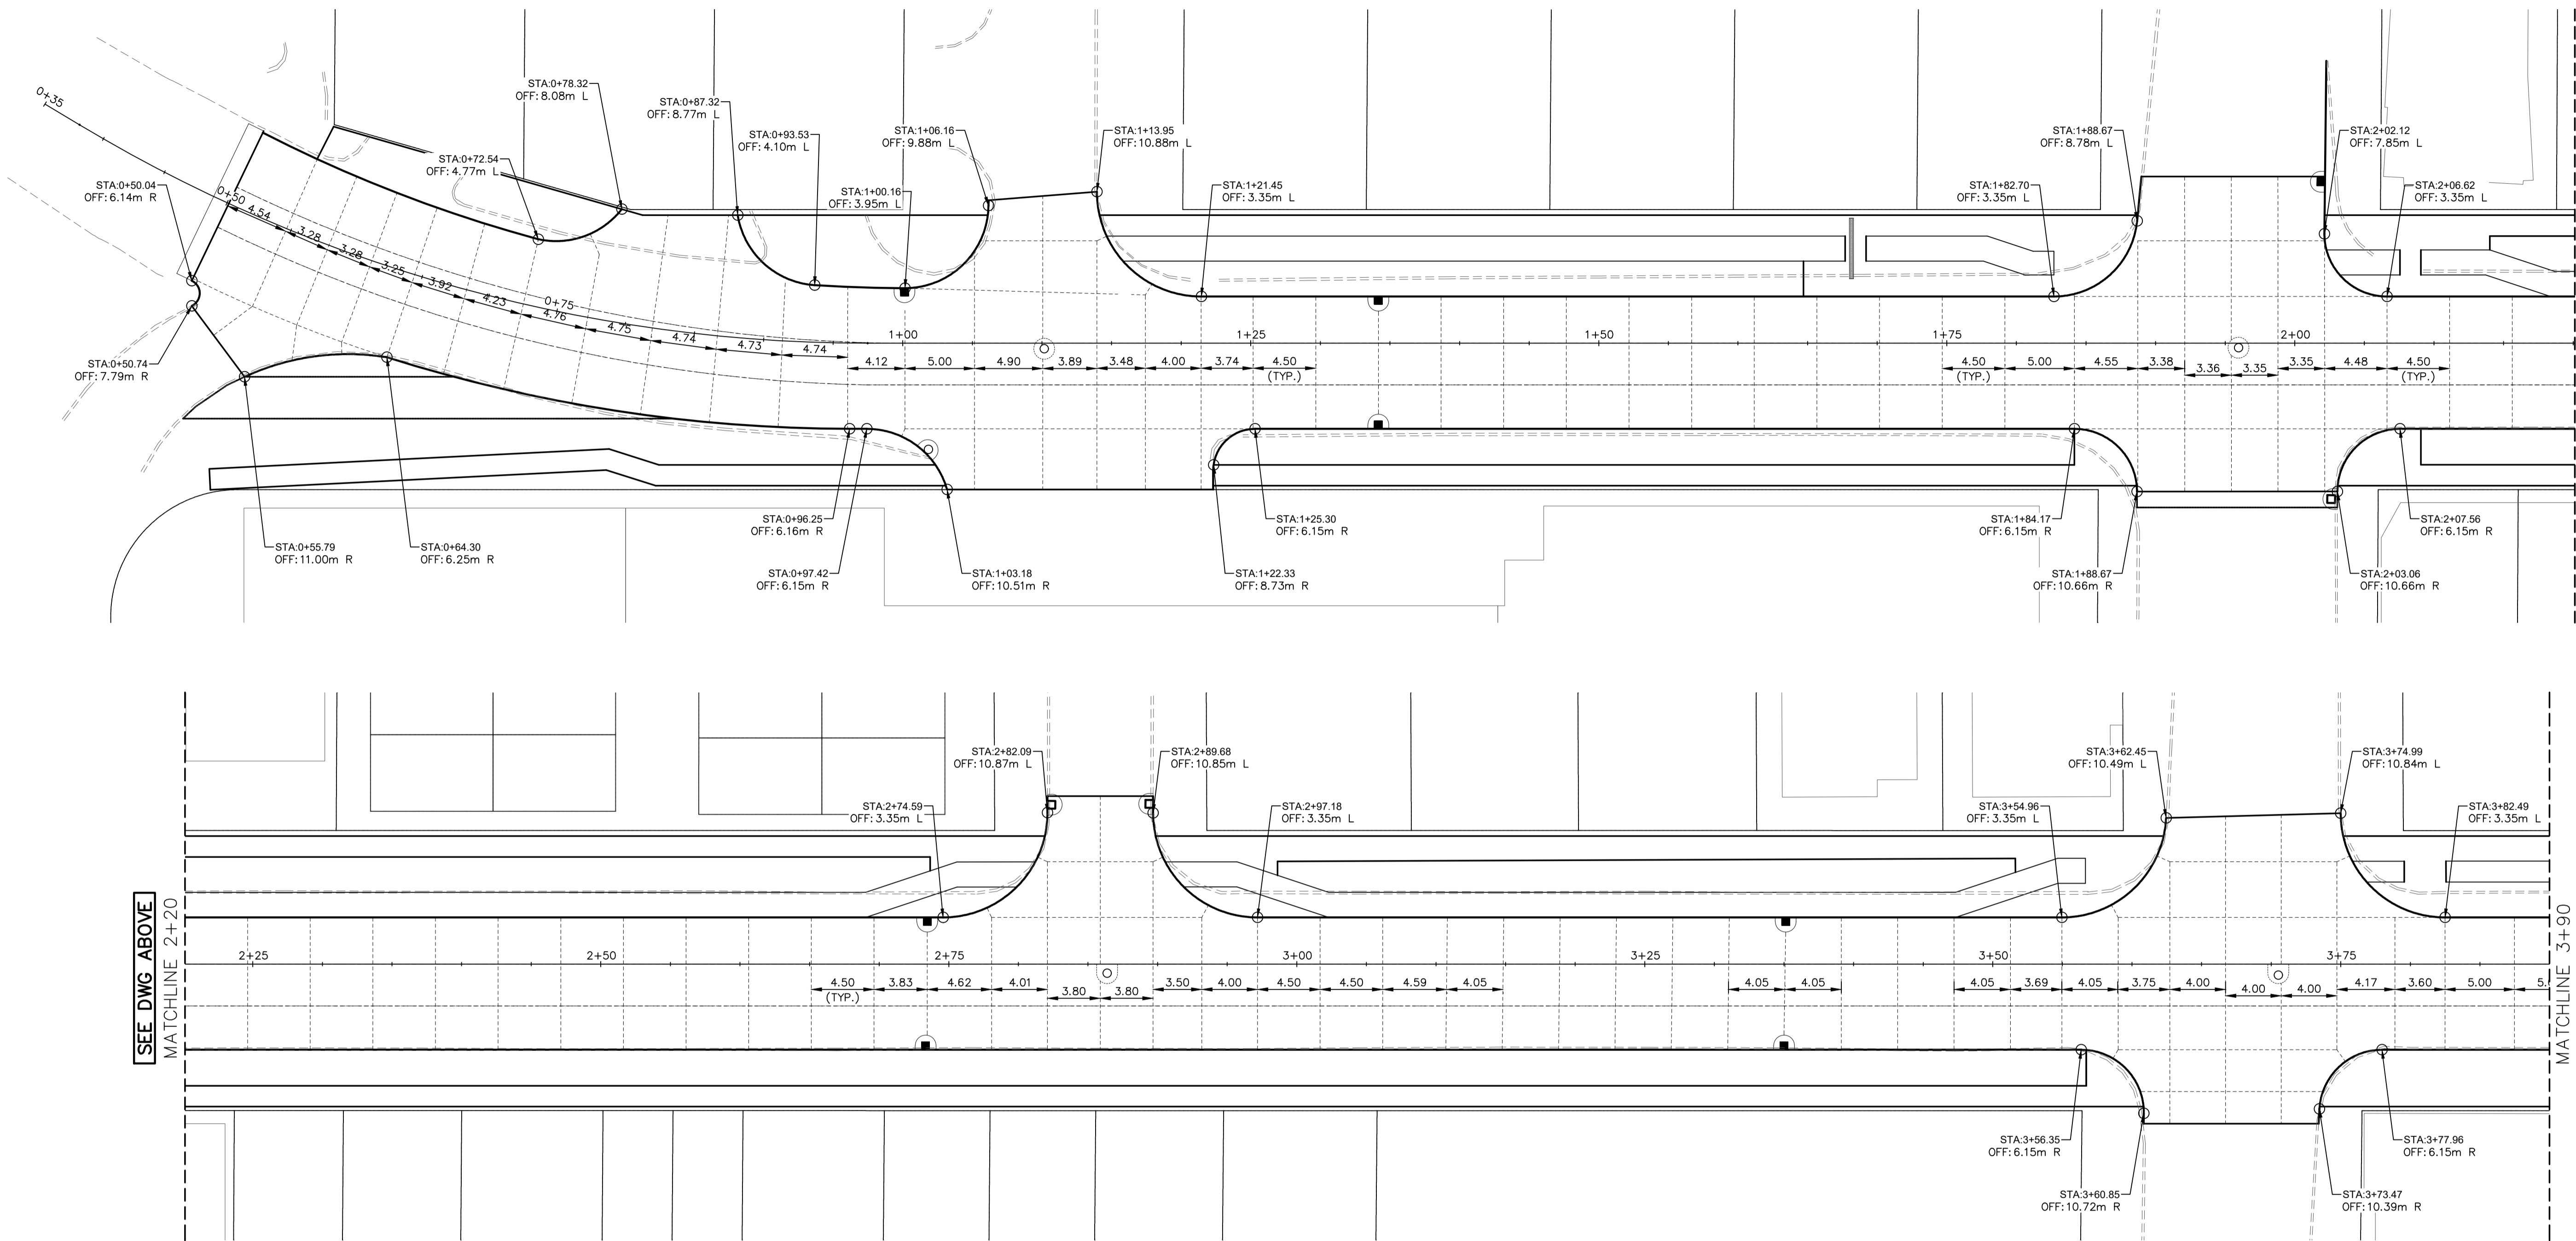 0+35
STA:0+78.32
OFF: 8.08m L
STA:0+87.32
OFF: 8.77m L
STA:0+93.53
OFF: 4.10m L
STA:1+06.16
OFF: 9.88m L
STA:1+13.95
OFF: 10.88m L
STA:1+88.67
OFF: 8.78m L
STA:2+02.12
OFF: 7.85m L
STA:0+72.54
OFF: 4.77m L
STA:0+50.04
OFF: 6.14m R
STA:1+00.16
OFF: 3.95m L
STA:1+21.45
OFF: 3.35m L
STA:1+82.70
OFF: 3.35m L
STA:2+06.62
OFF: 3.35m L
0+50
4.54
3.28
3.28
3.25
3.92
4.23
4.76
4.75
4.74
4.73
4.74
0+75
1+00
1+25
1+50
1+75
2+00
4.12
5.00
4.90
3.89
3.48
4.00
3.74
4.50
(TYP.)
4.50
(TYP.)
5.00
4.55
3.38
3.36
3.35
3.35
4.48
4.50
(TYP.)
STA:0+50.74
OFF: 7.79m R
STA:0+96.25
OFF: 6.16m R
STA:1+25.30
OFF: 6.15m R
STA:1+84.17
OFF: 6.15m R
STA:2+07.56
OFF: 6.15m R
STA:0+55.79
OFF: 11.00m R
STA:0+64.30
OFF: 6.25m R
STA:0+97.42
OFF: 6.15m R
STA:1+03.18
OFF: 10.51m R
STA:1+22.33
OFF: 8.73m R
STA:1+88.67
OFF: 10.66m R
STA:2+03.06
OFF: 10.66m R
SEE DWG ABOVE
MATCHLINE 2+20
STA:2+82.09
OFF: 10.87m L
STA:2+89.68
OFF: 10.85m L
STA:3+62.45
OFF: 10.49m L
STA:3+74.99
OFF: 10.84m L
STA:2+74.59
OFF: 3.35m L
STA:2+97.18
OFF: 3.35m L
STA:3+54.96
OFF: 3.35m L
STA:3+82.49
OFF: 3.35m L
2+25
2+50
2+75
3+00
3+25
3+50
3+75
4.50
(TYP.)
3.83
4.62
4.01
3.80
3.80
3.50
4.00
4.50
4.50
4.59
4.05
4.05
4.05
4.05
3.69
4.05
3.75
4.00
4.00
4.00
4.17
3.60
5.00
5.
MATCHLINE 3+90
STA:3+56.35
OFF: 6.15m R
STA:3+77.96
OFF: 6.15m R
STA:3+60.85
OFF: 10.72m R
STA:3+73.47
OFF: 10.39m R